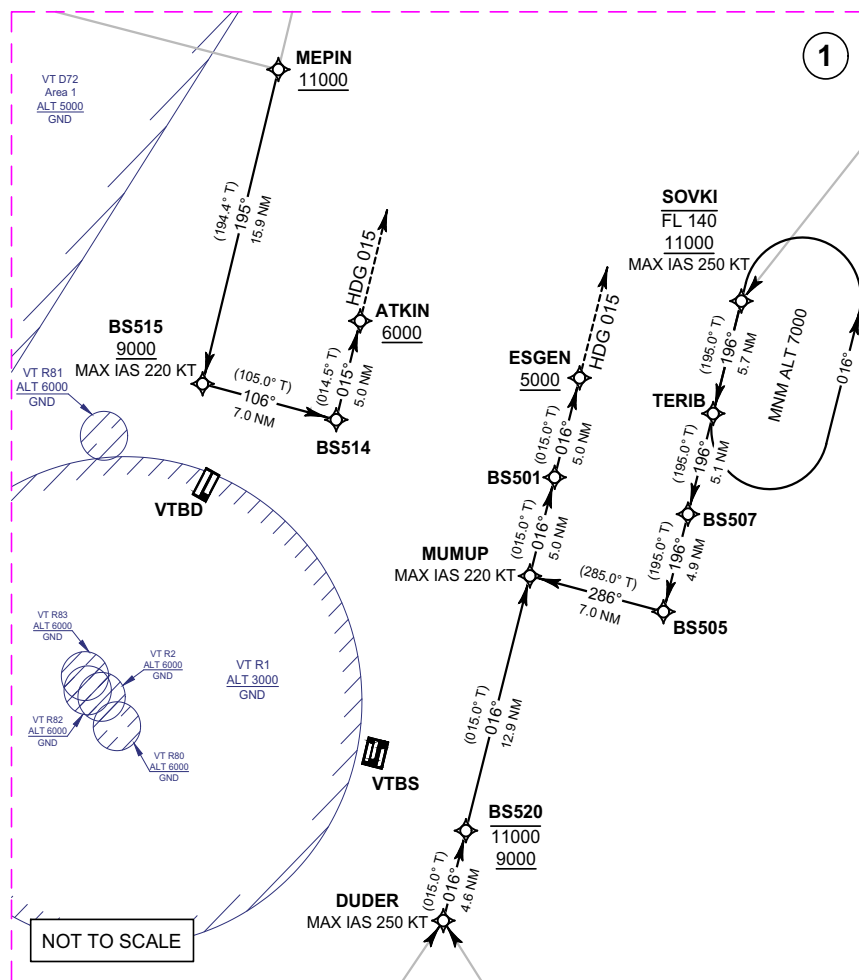 1
MEPIN
11000
VT D72
Area 1
ALT 5000
GND
(194.4° T)
195°
15.9 NM
SOVKI
FL 140
11000
MAX IAS 250 KT
HDG 015
ATKIN
6000
HDG 015
BS515
9000
MAX IAS 220 KT
(105.0° T)
106°
7.0 NM
(014.5° T)
015°
5.0 NM
BS514
ESGEN
5000
(195.0° T)
196°
5.7 NM
MNM ALT 7000
016°
TERIB
VT R81
ALT 6000
GND
(195.0° T)
196°
5.1 NM
(015.0° T)
016°
5.0 NM
BS501
BS507
VTBD
(015.0° T)
016°
5.0 NM
(195.0° T)
196°
4.9 NM
MUMUP
MAX IAS 220 KT
(285.0° T)
286°
7.0 NM
BS505
VT R83
ALT 6000
GND
VT R2
ALT 6000
GND
VT R1
ALT 3000
GND
VT R82
ALT 6000
GND
VT R80
ALT 6000
GND
(015.0° T)
016°
12.9 NM
VTBS
BS520
11000
9000
(015.0° T)
016°
4.6 NM
DUDER
MAX IAS 250 KT
NOT TO SCALE